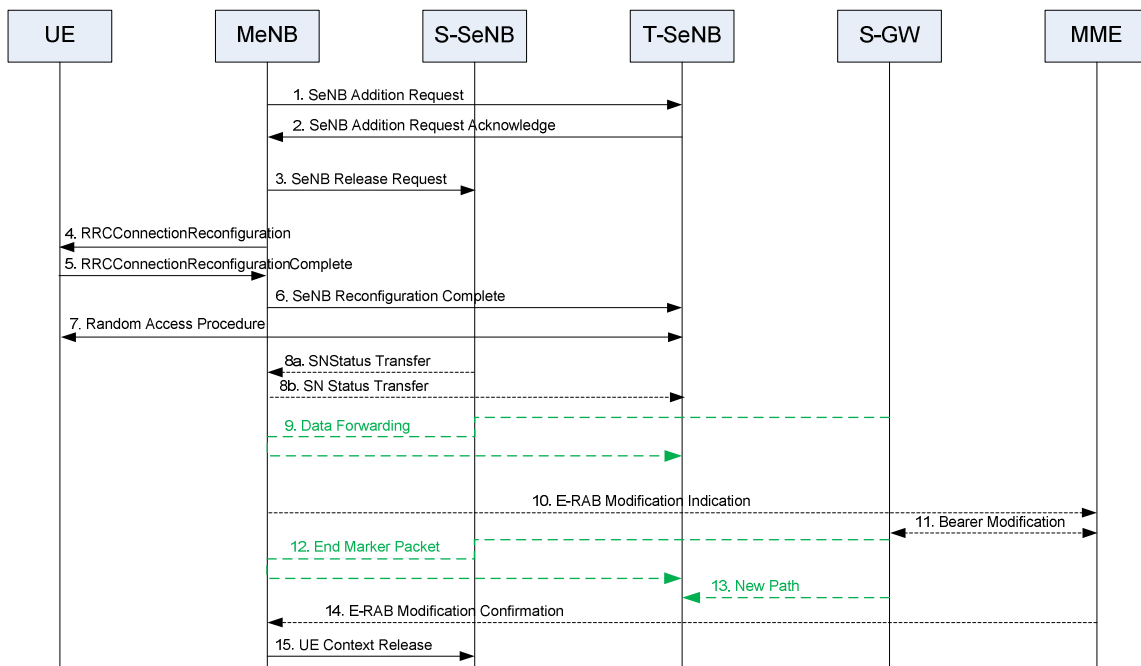 UE
MeNB
S-SeNB
T-SeNB
S-GW
MME
1. SeNB Addition Request
2. SeNB Addition Request Acknowledge
3. SeNB Release Request
4. RRCConnectionReconfiguration
5. RRCConnectionReconfigurationComplete
6. SeNB Reconfiguration Complete
7. Random Access Procedure
8a. SNStatus Transfer
8b. SN Status Transfer
9. Data Forwarding
10. E-RAB Modification Indication
11. Bearer Modification
12. End Marker Packet
13. New Path
14. E-RAB Modification Confirmation
15. UE Context Release